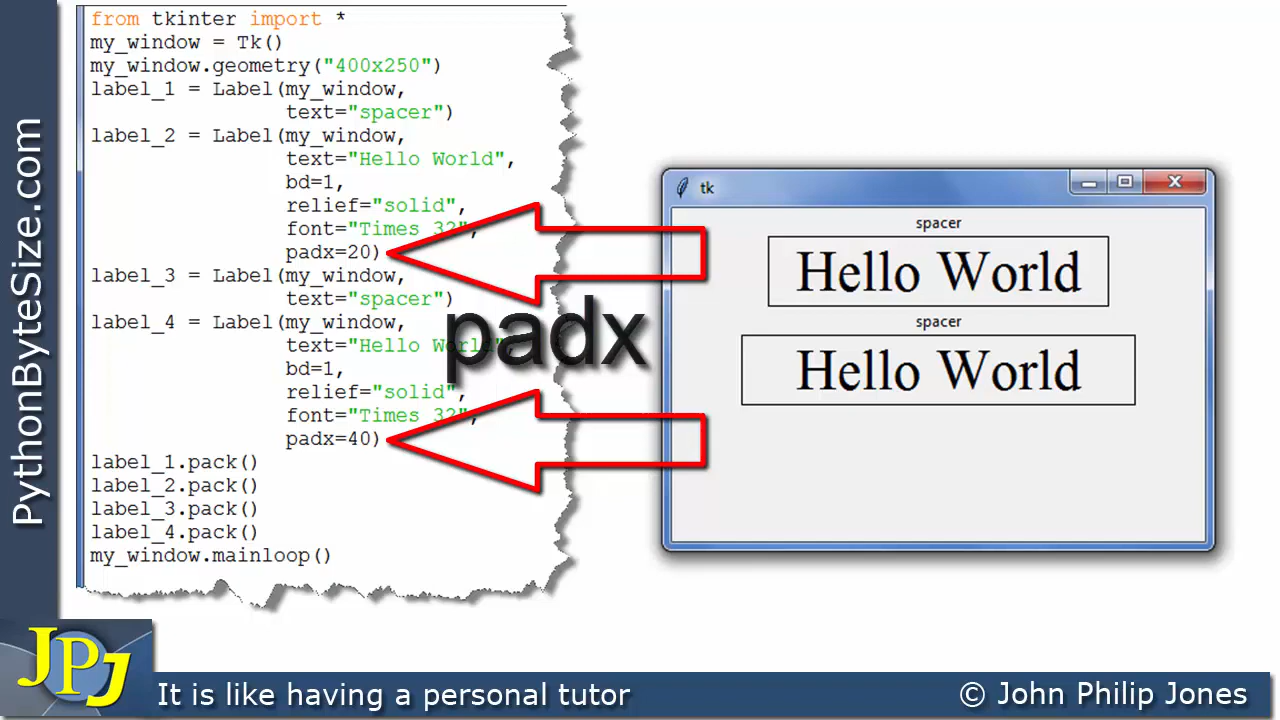 PythonByteSize.com
from tkinter import *
my_window = Tk()
my_window.geometry("400x250")
label_1 = Label(my_window,
text="spacer")
label_2 = Label(my_window,
text="Hello World",
bd=1,
relief="solid",
font="Times 32",
padx=20)
label_3 = Label(my_window,
text="spacer")
label_4 = Label(my_window,
text="Hello World",
bd=1,
relief="solid",
font="Times 32",
padx=40)
label_1.pack()
label_2.pack()
label_3.pack()
label_4.pack()
my_window.mainloop()
padx
tk
spacer
Hello World
spacer
Hello World
JPJ
It is like having a personal tutor
© John Philip Jones